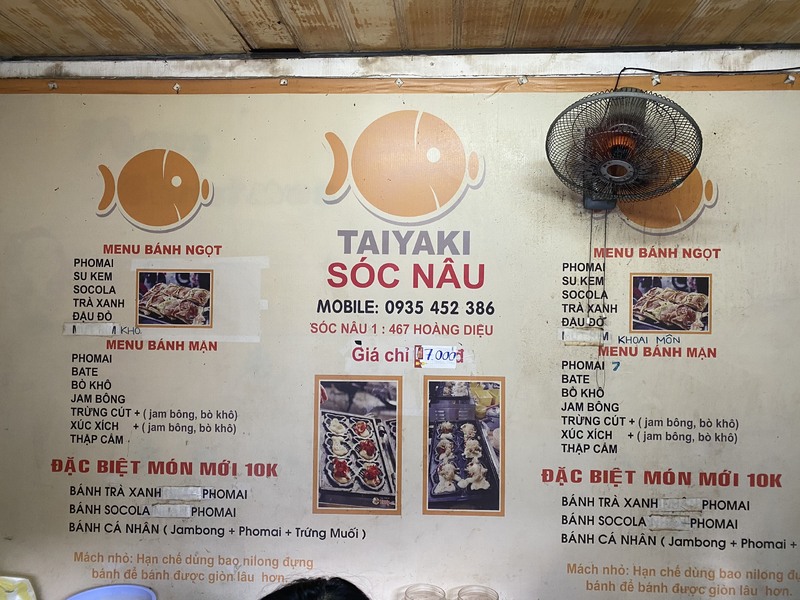 TAIYAKI
SÓC NÂU
MOBILE: 0935 452 386
SÓC NÂU 1 : 467 HOÀNG DIỆU
Giá chỉ 7.000đ
MENU BÁNH NGỌT
PHOMAI
SU KEM
SOCOLA
TRÀ XANH
ĐẬU ĐỎ
MENU BÁNH MẶN
PHOMAI
BATE
BÒ KHÔ
JAM BÔNG
TRỪNG CÚT + ( jam bông, bò khô)
XÚC XÍCH + ( jam bông, bò khô)
THẬP CẨM
ĐẶC BIỆT MÓN MỚI 10K
BÁNH TRÀ XANH PHOMAI
BÁNH SOCOLA PHOMAI
BÁNH CÁ NHÂN ( Jambong + Phomai + Trứng Muối )
Mách nhỏ: Hạn chế dùng bao nilong đựng
bánh để bánh được giòn lâu hơn.
MENU BÁNH NGỌT
PHOMAI
SU KEM
SOCOLA
TRÀ XANH
ĐẬU ĐỎ
KHOAI MÔN
MENU BÁNH MẶN
PHOMAI 7
BATE
BÒ KHÔ
JAM BÔNG
TRỪNG CÚT + ( jam bông, bò khô)
XÚC XÍCH + ( jam bông, bò khô)
THẬP CẨM
ĐẶC BIỆT MÓN MỚI 10K
BÁNH TRÀ XANH PHOMAI
BÁNH SOCOLA PHOMAI
BÁNH CÁ NHÂN ( Jambong + Phomai +
Mách nhỏ: Hạn chế dùng bao nilong
bánh để bánh được giòn lâu hơn.